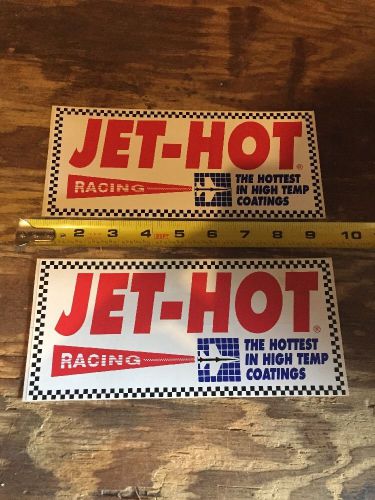 JET-HOT®
RACING
THE HOTTEST
IN HIGH TEMP
COATINGS
2 3 4 5 6 7 8 9 10
JET-HOT®
RACING
THE HOTTEST
IN HIGH TEMP
COATINGS